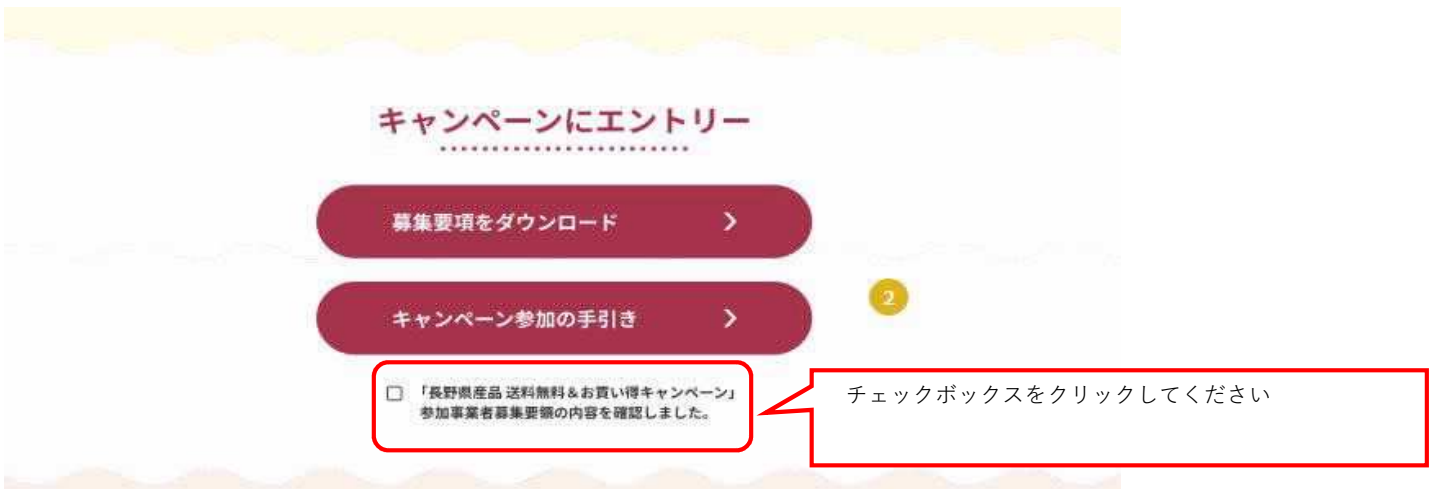 キャンペーンにエントリー
募集要項をダウンロード
キャンペーン参加の手引き
2
「長野県産品 送料無料＆お買い得キャンペーン」
参加事業者募集要領の内容を確認しました。
チェックボックスをクリックしてください